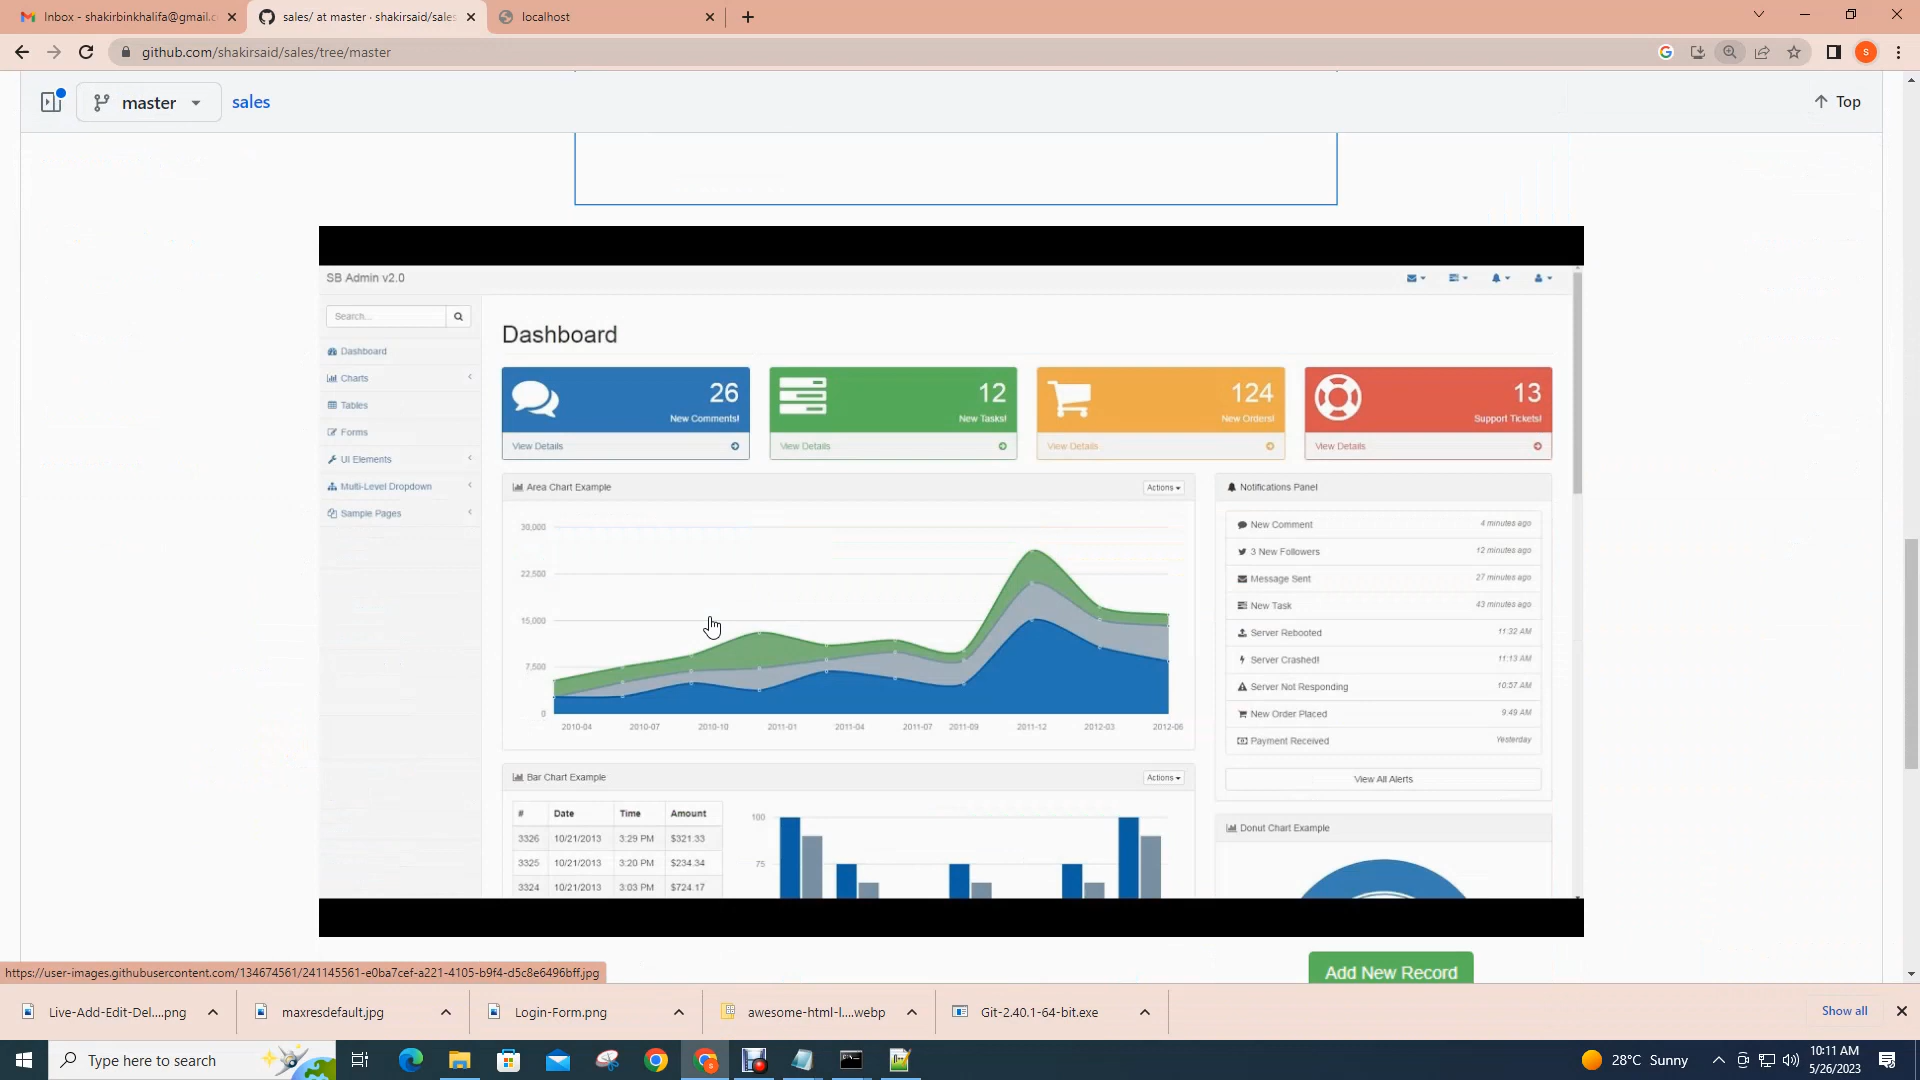 Inbox - shakirbinkhalifa@gmail.c
sales/ at master · shakirsaid/sales
localhost
github.com/shakirsaid/sales/tree/master
S
master
sales
Top
SB Admin v2.0
Search...
Dashboard
Charts
Tables
Forms
UI Elements
Multi-Level Dropdown
Sample Pages
Dashboard
26
New Comments!
View Details
12
New Tasks!
View Details
124
New Orders!
View Details
13
Support Tickets!
View Details
Area Chart Example
Actions
30,000
22,500
15,000
7,500
0
2010-04 2010-07 2010-10 2011-01 2011-04 2011-07 2011-09 2011-12 2012-03 2012-06
Notifications Panel
New Comment 4 minutes ago
3 New Followers 12 minutes ago
Message Sent 27 minutes ago
New Task 43 minutes ago
Server Rebooted 11:32 AM
Server Crashed! 11:13 AM
Server Not Responding 10:57 AM
New Order Placed 9:49 AM
Payment Received Yesterday
View All Alerts
Bar Chart Example
Actions
# Date Time Amount
3326 10/21/2013 3:29 PM $321.33
3325 10/21/2013 3:20 PM $234.34
3324 10/21/2013 3:03 PM $724.17
100
75
Donut Chart Example
Add New Record
https://user-images.githubusercontent.com/134674561/241145561-e0ba7cef-a221-4105-b9f4-d5c8e6496bff.jpg
Live-Add-Edit-Del....png
maxresdefault.jpg
Login-Form.png
awesome-html-l....webp
Git-2.40.1-64-bit.exe
Show all
Type here to search
28°C Sunny
10:11 AM
5/26/2023